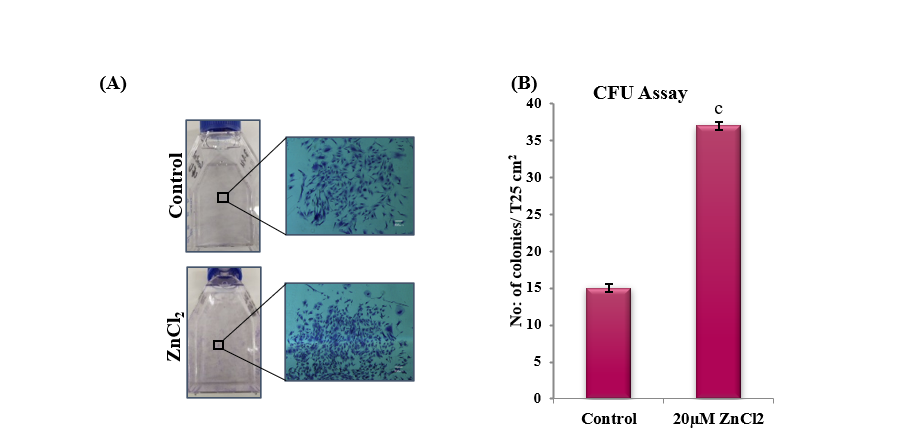 (A)
Control
ZnCl₂
(B)
CFU Assay
No: of colonies/ T25 cm²
40
35
30
25
20
15
10
5
0
c
Control
20µM ZnCl2